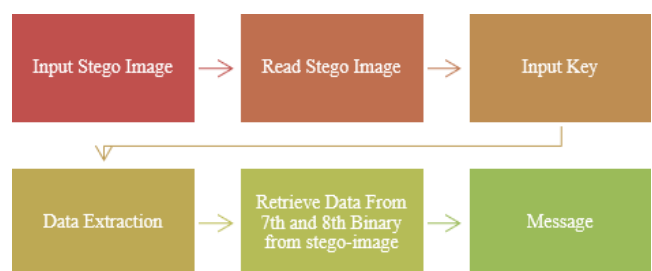 Input Stego Image
Read Stego Image
Input Key
Data Extraction
Retrieve Data From
7th and 8th Binary
from stego-image
Message